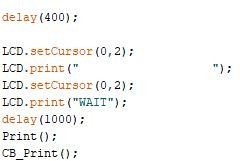 delay(400);

LCD.setCursor(0,2);
LCD.print("                    ");
LCD.setCursor(0,2);
LCD.print("WAIT");
delay(1000);
Print();
CB_Print();